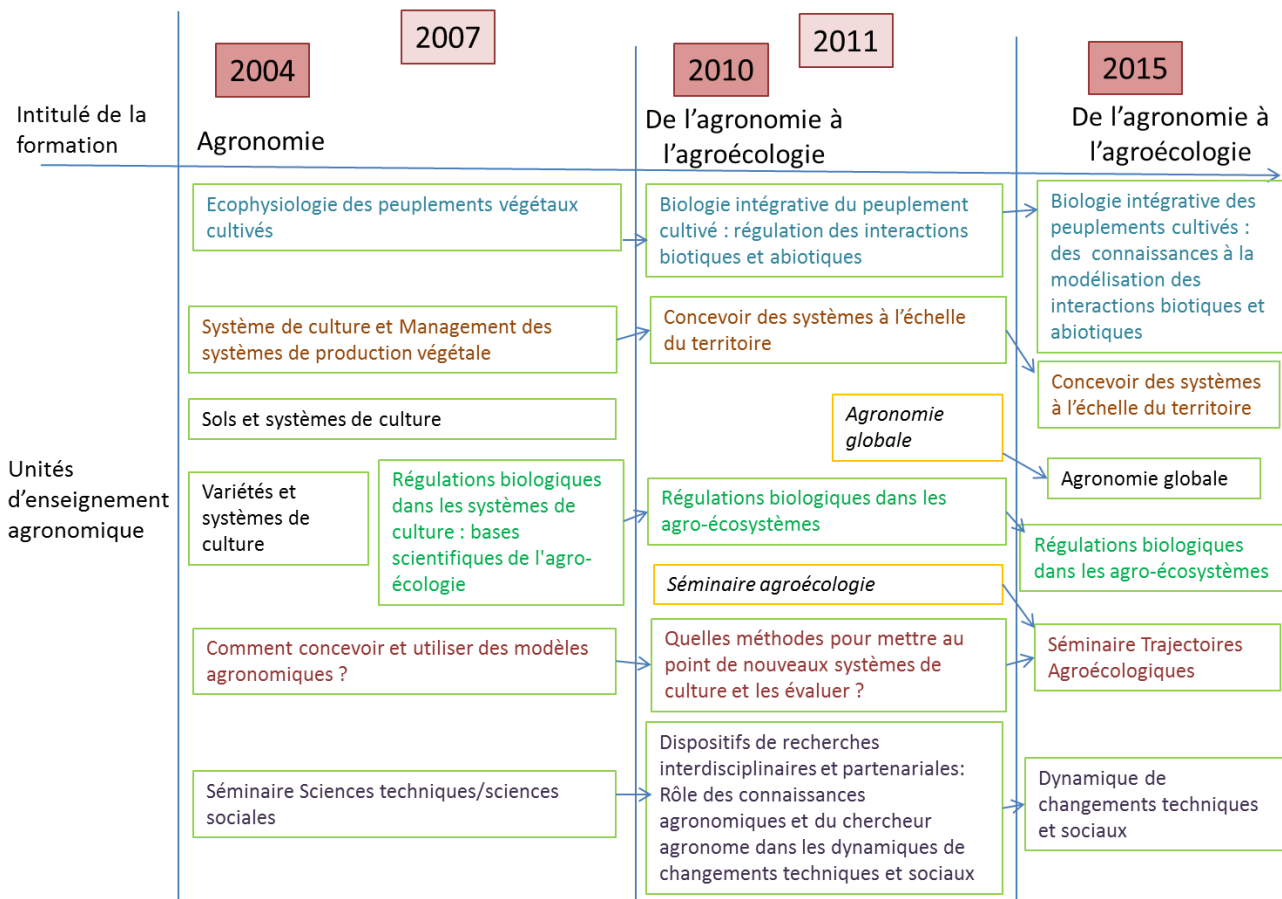 2004
2007
2010
2011
2015
Intitulé de la
formation
Agronomie
De l'agronomie à
l'agroécologie
De l'agronomie à
l'agroécologie
Unités
d'enseignement
agronomique
Ecophysiologie des peuplements végétaux
cultivés
Système de culture et Management des
systèmes de production végétale
Sols et systèmes de culture
Variétés et
systèmes de
culture
Régulations biologiques
dans les systèmes de
culture : bases
scientifiques de l'agro-
écologie
Comment concevoir et utiliser des modèles
agronomiques ?
Séminaire Sciences techniques/sciences
sociales
Biologie intégrative du peuplement
cultivé : régulation des interactions
biotiques et abiotiques
Concevoir des systèmes à l'échelle
du territoire
Agronomie
globale
Régulations biologiques dans les
agro-écosystèmes
Séminaire agroécologie
Quelles méthodes pour mettre au
point de nouveaux systèmes de
culture et les évaluer ?
Dispositifs de recherches
interdisciplinaires et partenariales:
Rôle des connaissances
agronomiques et du chercheur
agronome dans les dynamiques de
changements techniques et sociaux
Biologie intégrative des
peuplements cultivés :
des connaissances à la
modélisation des
interactions biotiques et
abiotiques
Concevoir des systèmes
à l'échelle du territoire
Agronomie globale
Régulations biologiques
dans les agro-écosystèmes
Séminaire Trajectoires
Agroécologiques
Dynamique de
changements techniques
et sociaux